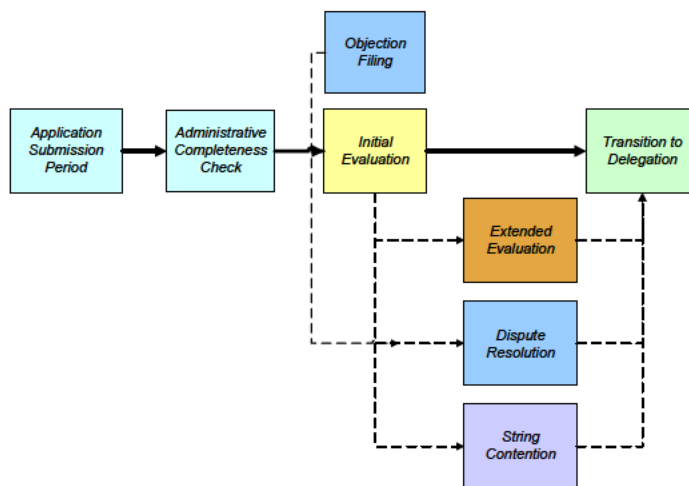 Objection
Filing
Application
Submission
Period
Administrative
Completeness
Check
Initial
Evaluation
Transition to
Delegation
Extended
Evaluation
Dispute
Resolution
String
Contention